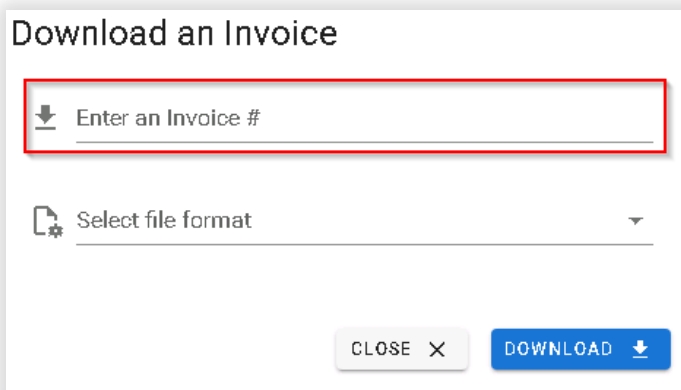 Download an Invoice
Enter an Invoice #
Select file format
CLOSE
DOWNLOAD